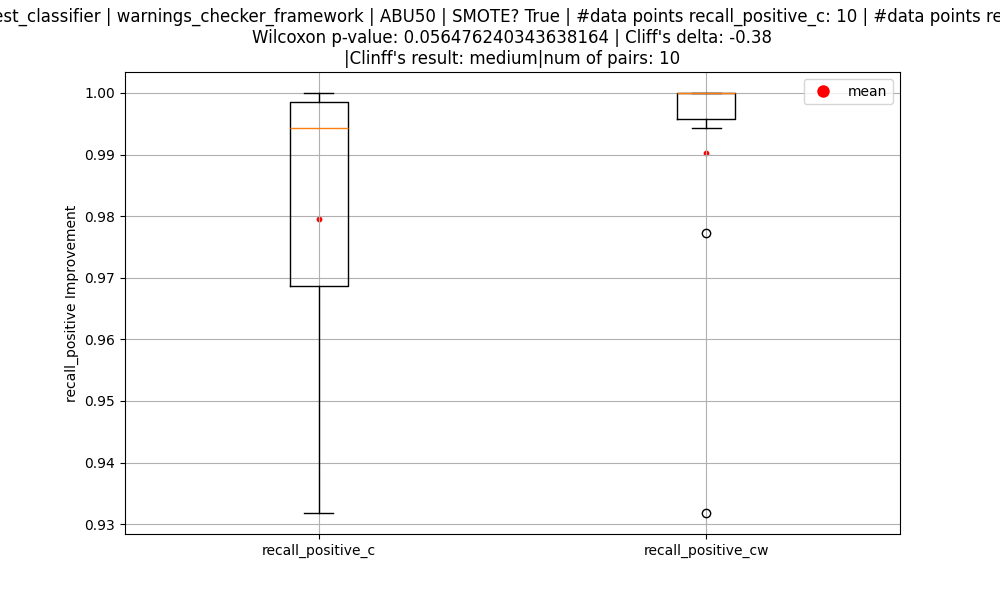 est_classifier | warnings_checker_framework | ABU50 | SMOTE? True | #data points recall_positive_c: 10 | #data points re
Wilcoxon p-value: 0.056476240343638164 | Cliff's delta: -0.38
|Clinff's result: medium|num of pairs: 10
mean
1.00
0.99
0.98
0.97
0.96
0.95
0.94
0.93
recall_positive Improvement
recall_positive_c
recall_positive_cw